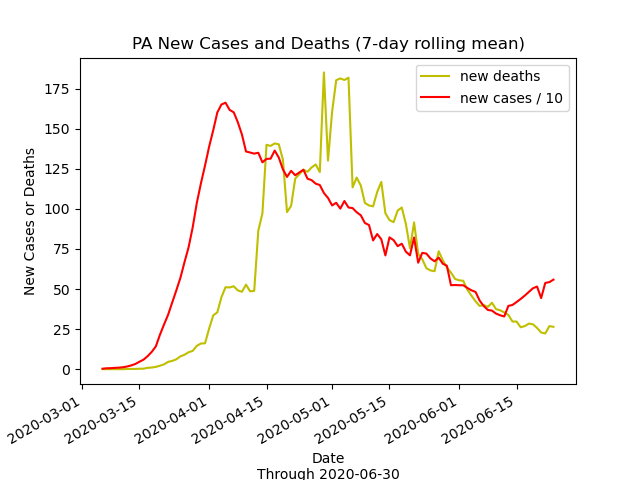 PA New Cases and Deaths (7-day rolling mean)
new deaths
new cases / 10
New Cases or Deaths
175
150
125
100
75
50
25
0
2020-03-01
2020-03-15
2020-04-01
2020-04-15
2020-05-01
2020-05-15
2020-06-01
2020-06-15
Date
Through 2020-06-30